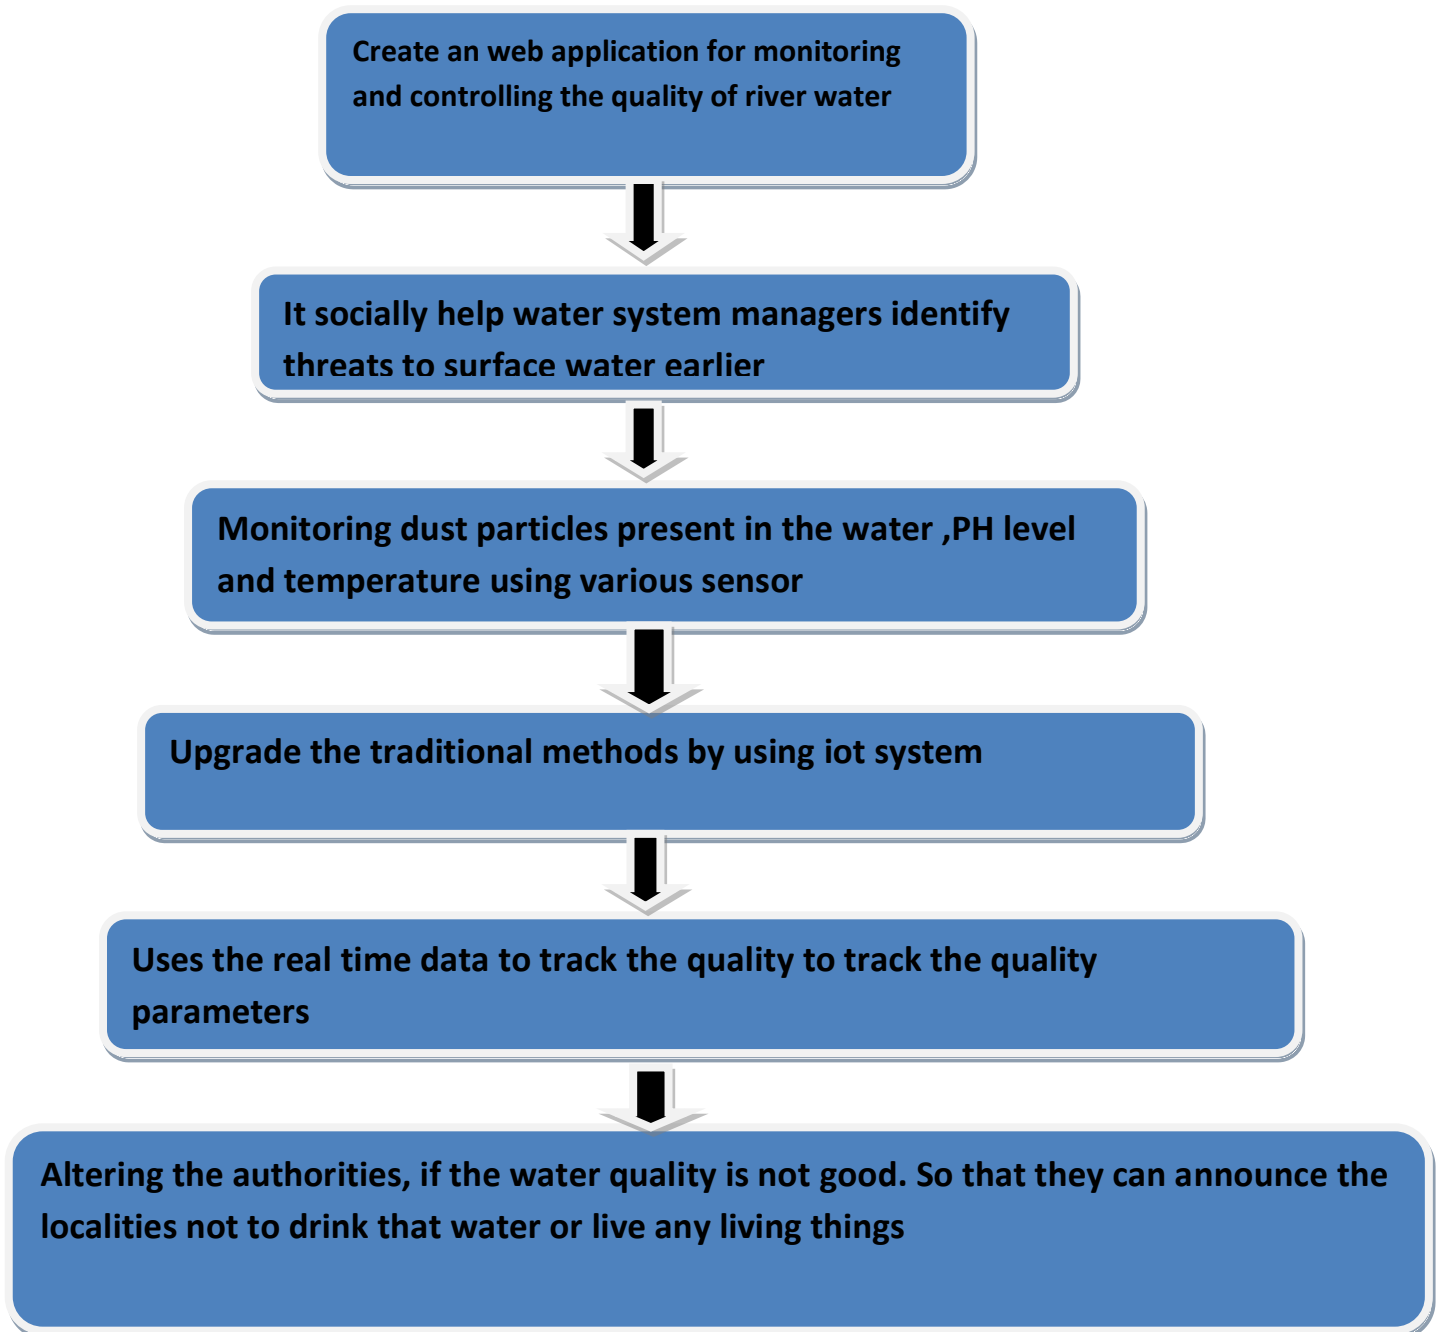 Create an web application for monitoring
and controlling the quality of river water
It socially help water system managers identify
threats to surface water earlier
Monitoring dust particles present in the water ,PH level
and temperature using various sensor
Upgrade the traditional methods by using iot system
Uses the real time data to track the quality to track the quality
parameters
Altering the authorities, if the water quality is not good. So that they can announce the
localities not to drink that water or live any living things